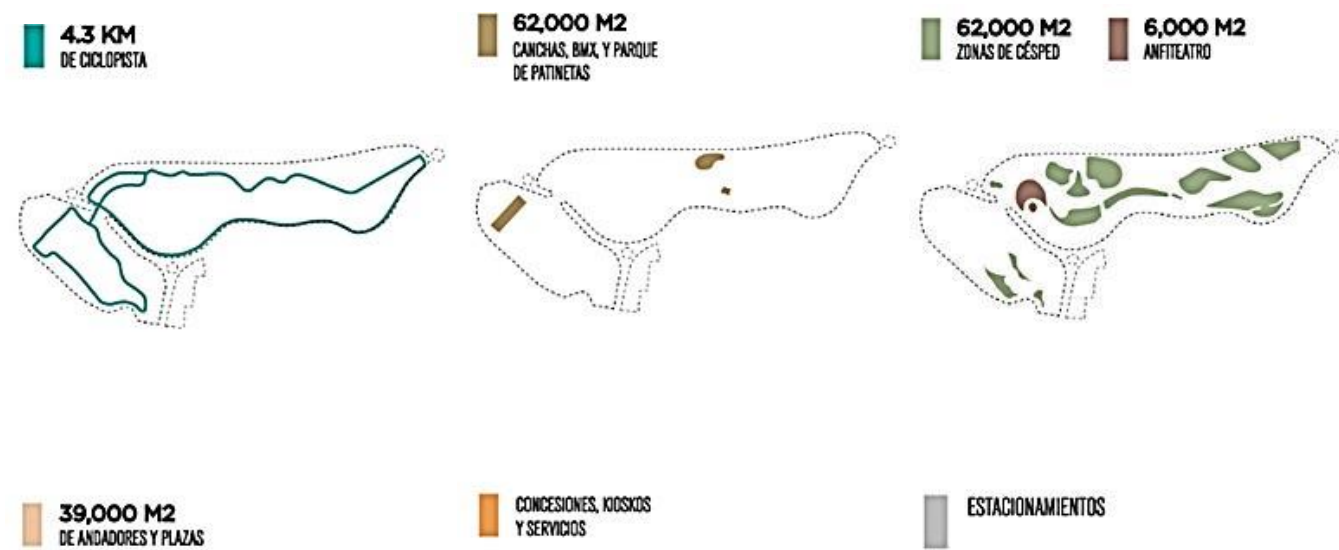 4.3 KM
DE CICLOPISTA
62,000 M2
CANCHAS, BMX, Y PARQUE
DE PATINETAS
62,000 M2
ZONAS DE CÉSPED
6,000 M2
ANFITEATRO
39,000 M2
DE ANDADORES Y PLAZAS
CONCESIONES, KIOSKOS
Y SERVICIOS
ESTACIONAMIENTOS